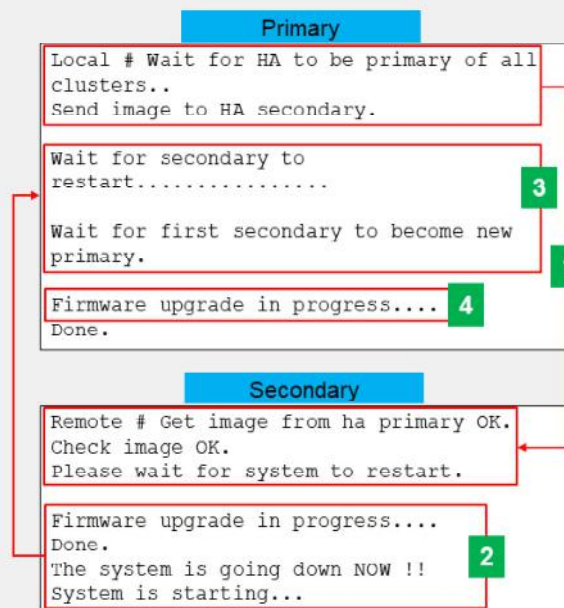 Primary
Local # Wait for HA to be primary of all
clusters..
Send image to HA secondary.
Wait for secondary to
restart................
3
Wait for first secondary to become new
primary.
Firmware upgrade in progress....
4
Done.
Secondary
Remote # Get image from ha primary OK.
Check image OK.
Please wait for system to restart.
Firmware upgrade in progress....
Done.
2
The system is going down NOW !!
System is starting...